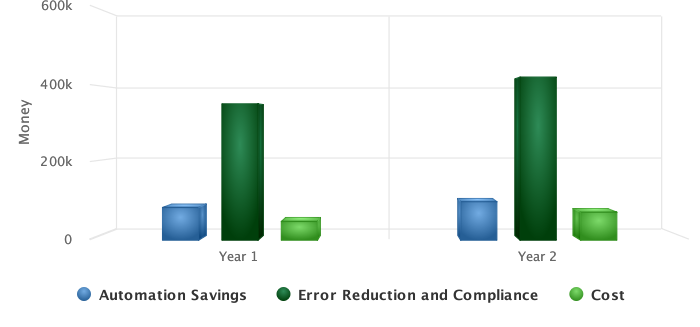 600k
400k
200k
0
Money
Year 1
Year 2
Automation Savings
Error Reduction and Compliance
Cost